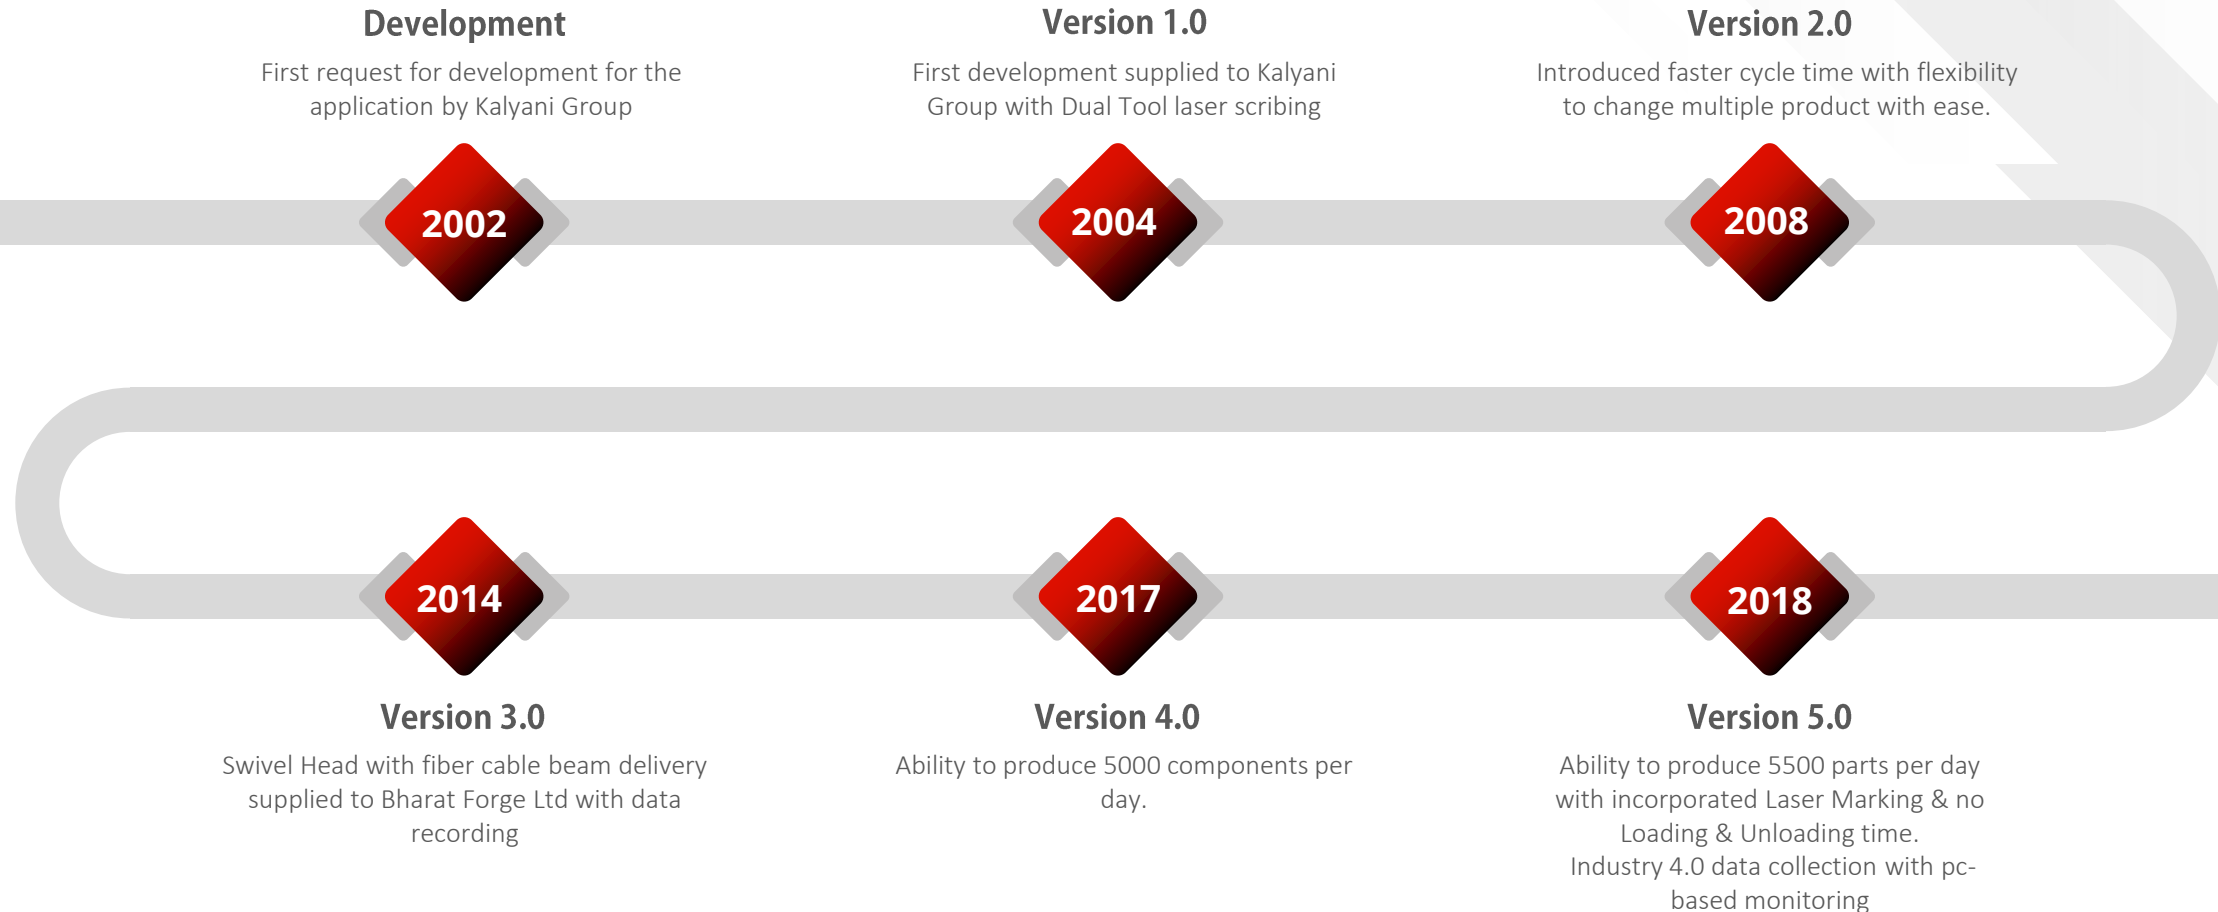 Development
First request for development for the
application by Kalyani Group
2002
Version 1.0
First development supplied to Kalyani
Group with Dual Tool laser scribing
2004
Version 2.0
Introduced faster cycle time with flexibility
to change multiple product with ease.
2008
2014
Version 3.0
Swivel Head with fiber cable beam delivery
supplied to Bharat Forge Ltd with data
recording
2017
Version 4.0
Ability to produce 5000 components per
day.
2018
Version 5.0
Ability to produce 5500 parts per day
with incorporated Laser Marking & no
Loading & Unloading time.
Industry 4.0 data collection with pc-
based monitoring